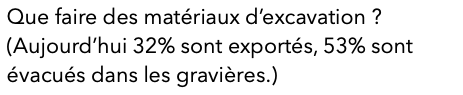 Que faire des matériaux d’excavation ?
(Aujourd’hui 32% sont exportés, 53% sont
évacués dans les gravières.)